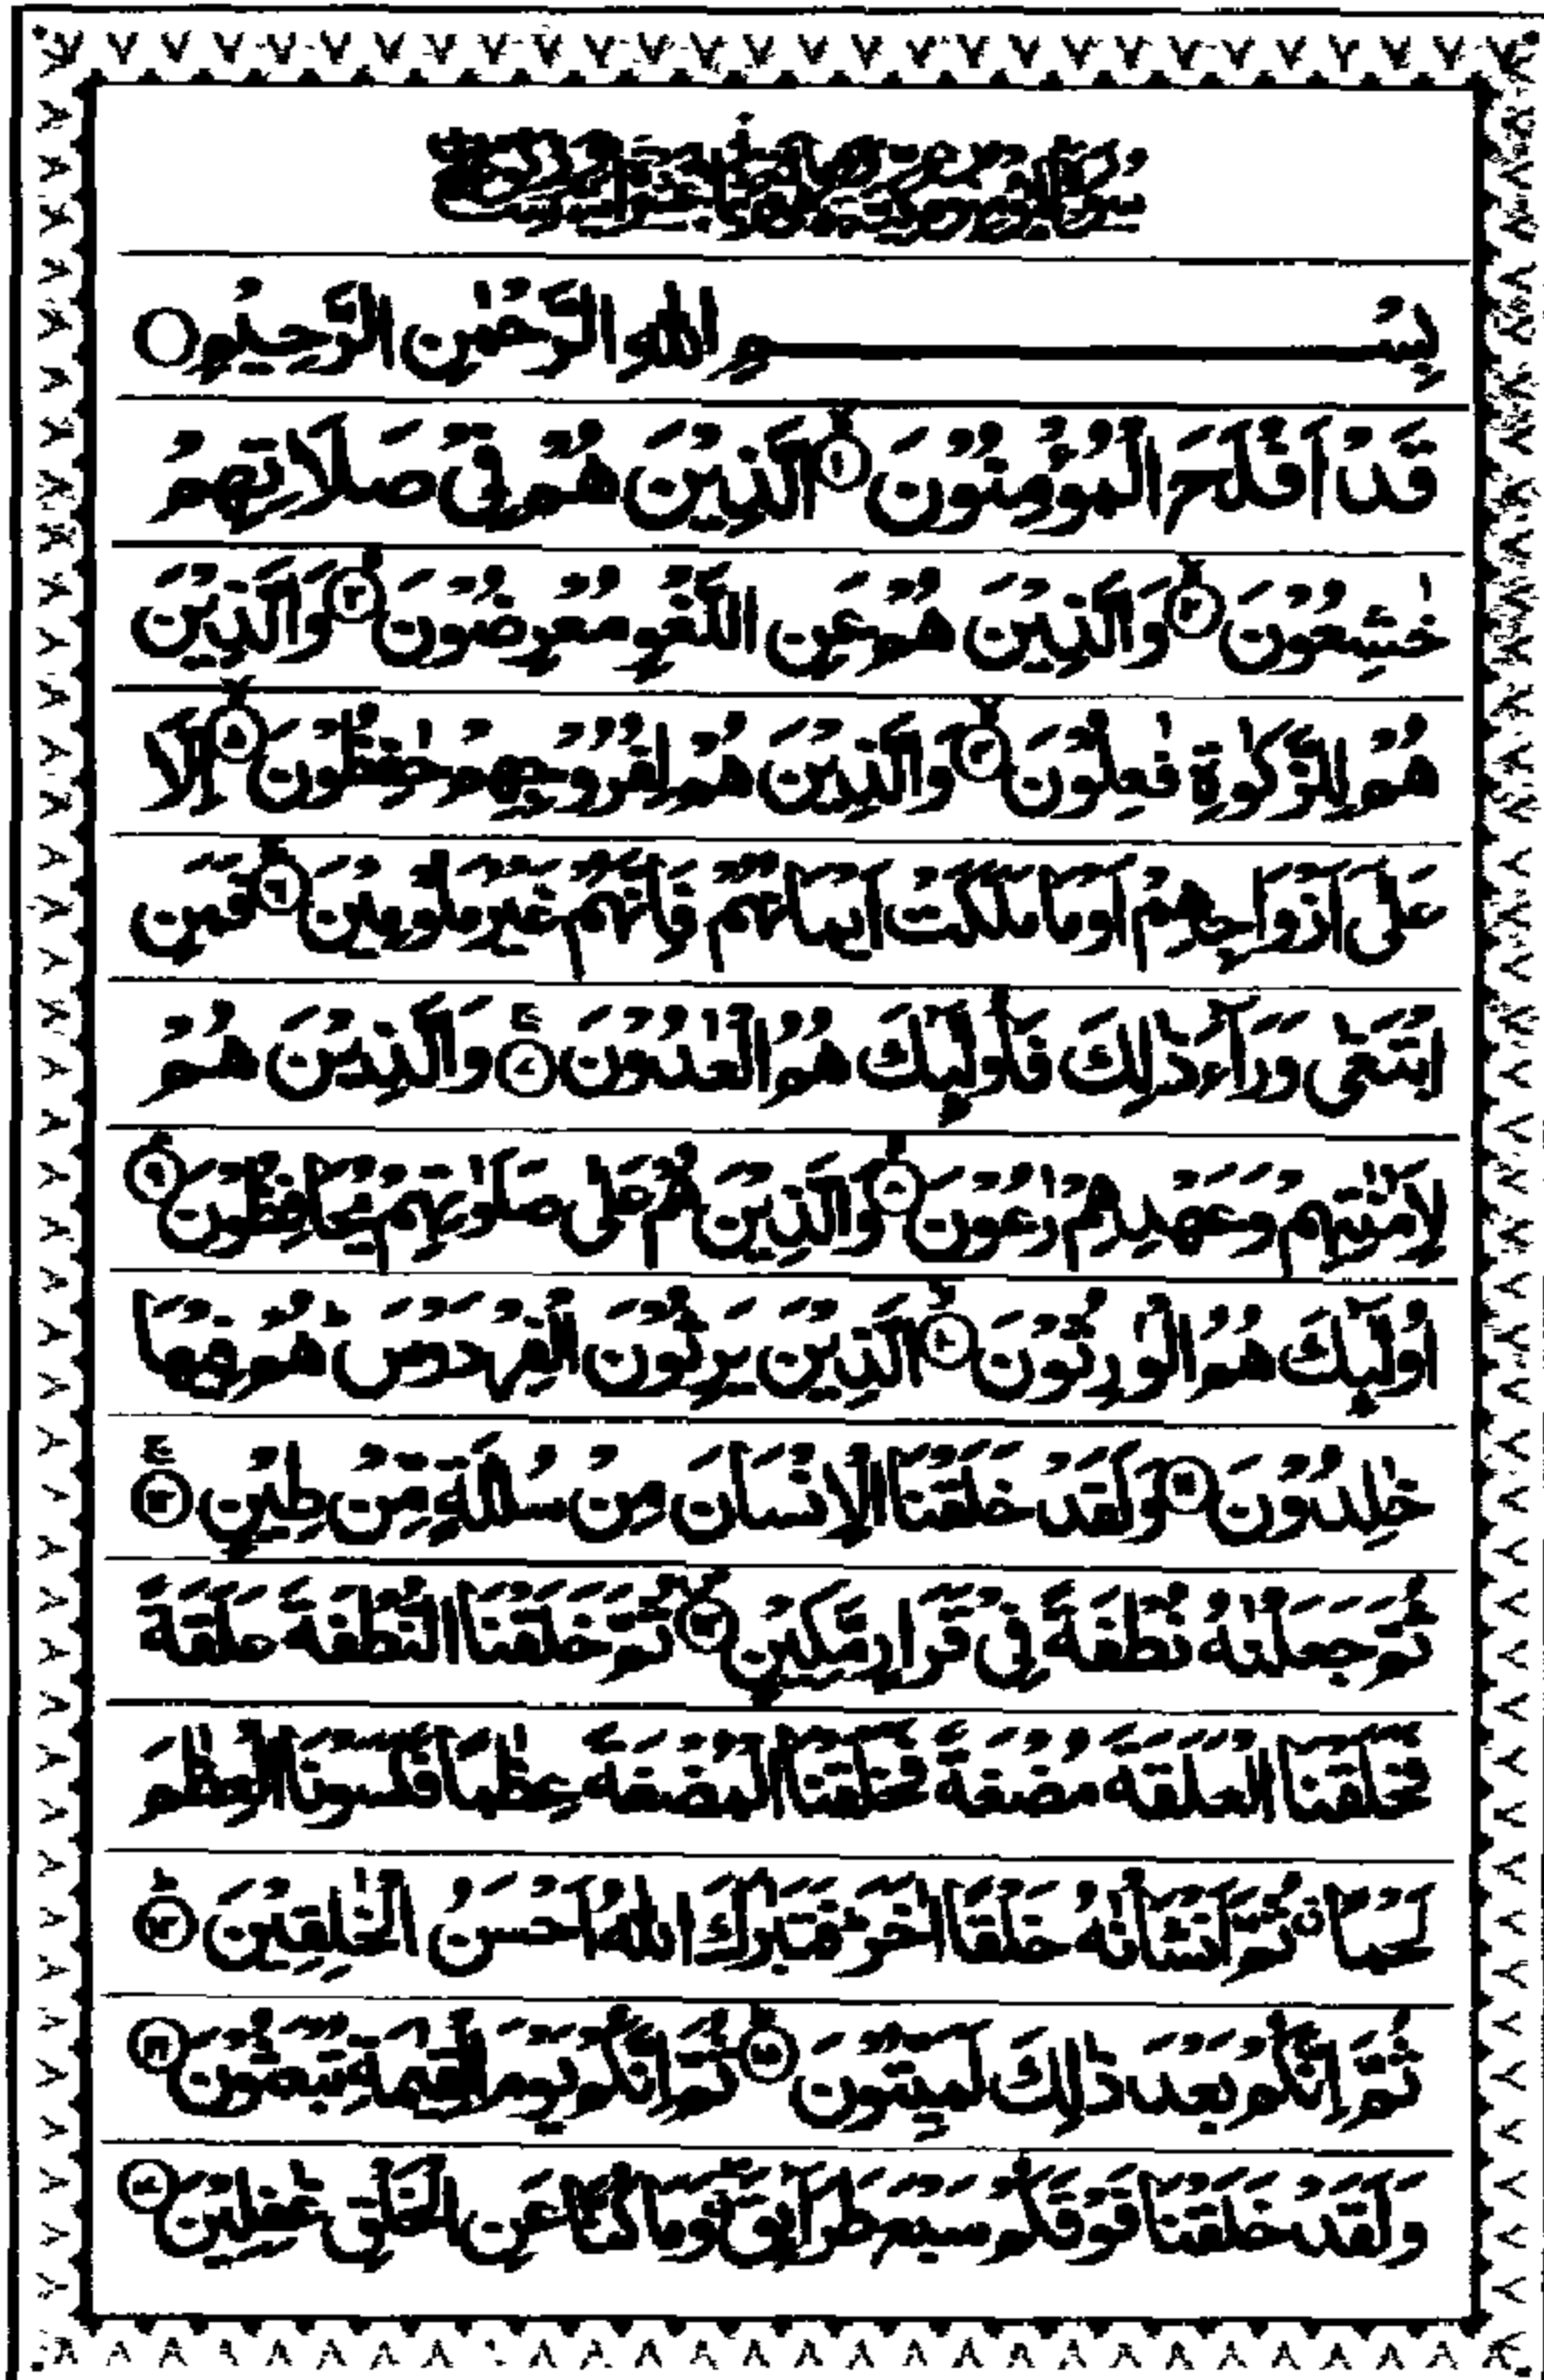 بِسْمِ اللهِ الرَّحْمٰنِ الرَّحِيْمِ ○
قَدْ اَفْلَحَ الْمُؤْمِنُوْنَ ﴿١﴾ الَّذِيْنَ هُمْ فِيْ صَلَاتِهِمْ
خٰشِعُوْنَ ﴿٢﴾ وَالَّذِيْنَ هُمْ عَنِ اللَّغْوِ مُعْرِضُوْنَ ﴿٣﴾ وَالَّذِيْنَ
هُمْ لِلزَّكٰوةِ فٰعِلُوْنَ ﴿٤﴾ وَالَّذِيْنَ هُمْ لِفُرُوْجِهِمْ حٰفِظُوْنَ ﴿٥﴾ اِلَّا
عَلٰٓى اَزْوَاجِهِمْ اَوْ مَا مَلَكَتْ اَيْمَانُهُمْ فَاِنَّهُمْ غَيْرُ مَلُوْمِيْنَ ﴿٦﴾ فَمَنِ
ابْتَغٰى وَرَآءَ ذٰلِكَ فَاُولٰٓئِكَ هُمُ الْعٰدُوْنَ ﴿٧﴾ وَالَّذِيْنَ هُمْ
لِاَمٰنٰتِهِمْ وَعَهْدِهِمْ رٰعُوْنَ ﴿٨﴾ وَالَّذِيْنَ هُمْ عَلٰى صَلَوٰتِهِمْ يُحَافِظُوْنَ ﴿٩﴾
اُولٰٓئِكَ هُمُ الْوٰرِثُوْنَ ﴿١٠﴾ الَّذِيْنَ يَرِثُوْنَ الْفِرْدَوْسَ ؕ هُمْ فِيْهَا
خٰلِدُوْنَ ﴿١١﴾ وَلَقَدْ خَلَقْنَا الْاِنْسَانَ مِنْ سُلٰلَةٍ مِّنْ طِيْنٍ ﴿١٢﴾
ثُمَّ جَعَلْنٰهُ نُطْفَةً فِيْ قَرَارٍ مَّكِيْنٍ ﴿١٣﴾ ثُمَّ خَلَقْنَا النُّطْفَةَ عَلَقَةً
فَخَلَقْنَا الْعَلَقَةَ مُضْغَةً فَخَلَقْنَا الْمُضْغَةَ عِظٰمًا فَكَسَوْنَا الْعِظٰمَ
لَحْمًا ن ثُمَّ اَنْشَاْنٰهُ خَلْقًا اٰخَرَ ؕ فَتَبٰرَكَ اللهُ اَحْسَنُ الْخٰلِقِيْنَ ﴿١٤﴾
ثُمَّ اِنَّكُمْ بَعْدَ ذٰلِكَ لَمَيِّتُوْنَ ﴿١٥﴾ ثُمَّ اِنَّكُمْ يَوْمَ الْقِيٰمَةِ تُبْعَثُوْنَ ﴿١٦﴾
وَلَقَدْ خَلَقْنَا فَوْقَكُمْ سَبْعَ طَرَآئِقَ ۖ وَمَا كُنَّا عَنِ الْخَلْقِ غٰفِلِيْنَ ﴿١٧﴾